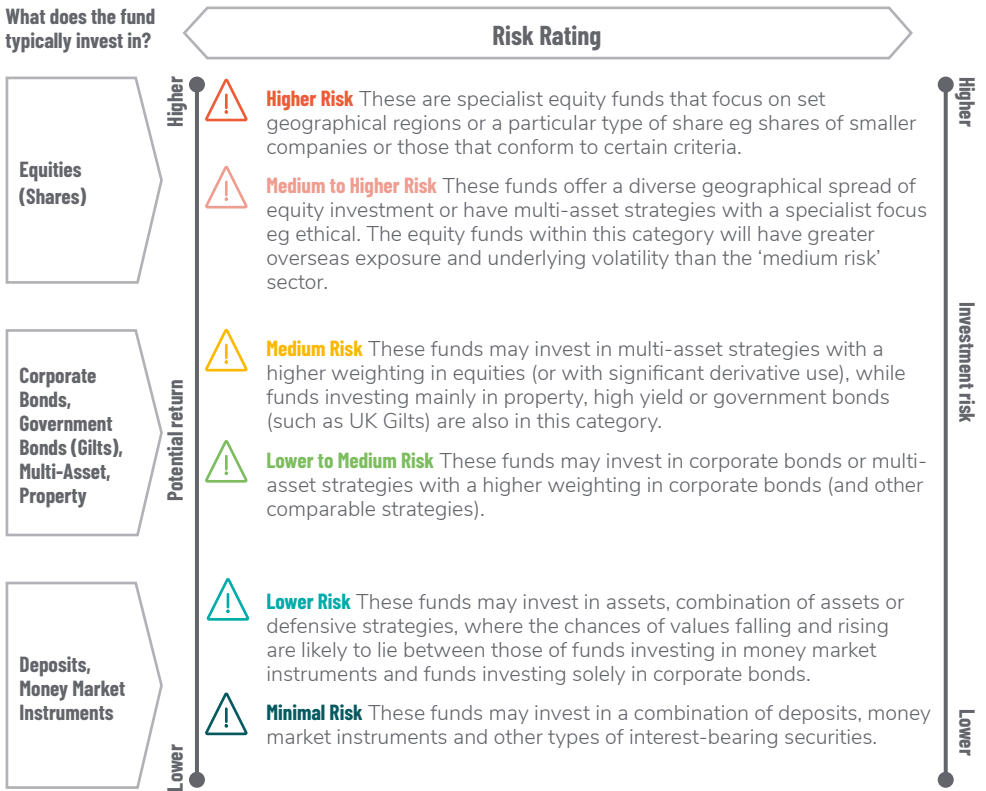 What does the fund
typically invest in?
Risk Rating
Higher
Higher
Equities
(Shares)
Higher Risk These are specialist equity funds that focus on set
geographical regions or a particular type of share eg shares of smaller
companies or those that conform to certain criteria.
Medium to Higher Risk These funds offer a diverse geographical spread of
equity investment or have multi-asset strategies with a specialist focus
eg ethical. The equity funds within this category will have greater
overseas exposure and underlying volatility than the ‘medium risk’
sector.
Corporate
Bonds,
Government
Bonds (Gilts),
Multi-Asset,
Property
Potential return
Investment risk
Medium Risk These funds may invest in multi-asset strategies with a
higher weighting in equities (or with significant derivative use), while
funds investing mainly in property, high yield or government bonds
(such as UK Gilts) are also in this category.
Lower to Medium Risk These funds may invest in corporate bonds or multi-
asset strategies with a higher weighting in corporate bonds (and other
comparable strategies).
Deposits,
Money Market
Instruments
Lower Risk These funds may invest in assets, combination of assets or
defensive strategies, where the chances of values falling and rising
are likely to lie between those of funds investing in money market
instruments and funds investing solely in corporate bonds.
Minimal Risk These funds may invest in a combination of deposits, money
market instruments and other types of interest-bearing securities.
Lower
Lower